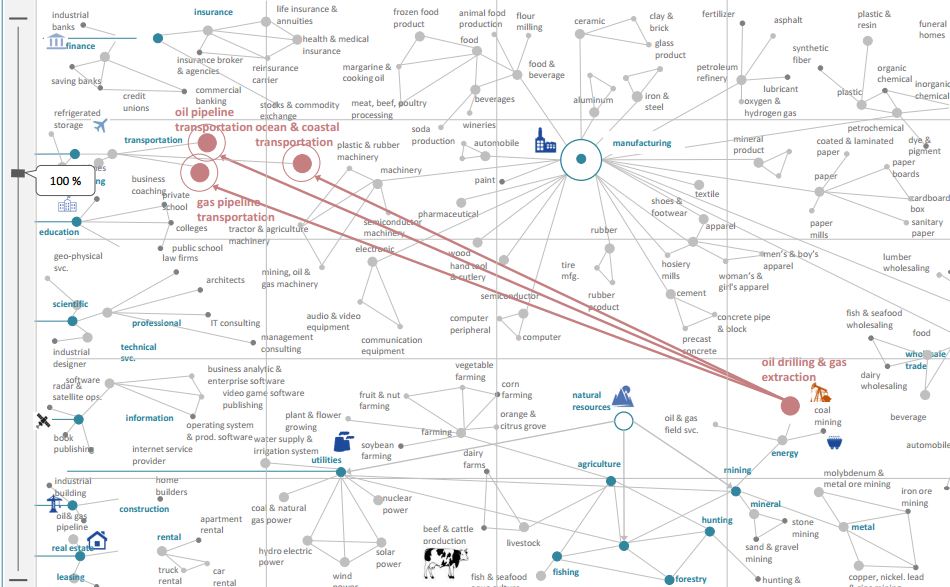 industrial
banks
finance
saving banks
credit
unions
insurance
life insurance &
annuities
health & medical
insurance
insurance broker
& agencies
reinsurance
carrier
commercial
banking
stocks & commodity
exchange
frozen food
product
animal food
production
flour
milling
food
food &
beverage
margarine &
cooking oil
beverages
meat, beef, poultry
processing
wineries
ceramic
clay &
brick
glass
product
aluminum
iron &
steel
fertilizer
asphalt
petroleum
refinery
lubricant
oxygen &
hydrogen gas
synthetic
fiber
plastic &
resin
funeral
homes
organic
chemical
inorganic
chemical
plastic
petrochemical
dye &
pigment
refrigerated
storage
oil pipeline
transportation
ocean & coastal
transportation
transportation
gas pipeline
transportation
100 %
soda
production
automobile
paint
pharmaceutical
manufacturing
plastic & rubber
machinery
machinery
tractor & agriculture
machinery
semiconductor
machinery
electronic
mining, oil &
gas machinery
audio & video
equipment
communication
equipment
wood
hand tool
& cutlery
semiconductor
computer
peripheral
computer
tire
mfg.
rubber
rubber
product
textile
shoes &
footwear
apparel
hosiery
mills
men's & boy's
apparel
woman's &
girl's apparel
cement
concrete pipe
& block
precast
concrete
mineral
product
coated & laminated
paper
paper
paper
boards
cardboard
box
sanitary
paper
paper
mills
lumber
wholesaling
fish & seafood
wholesaling
food
wholesale
trade
dairy
wholesaling
beverage
automobile
business
coaching
private
school
colleges
public school
education
geo-physical
svc.
law firms
architects
scientific
professional
IT consulting
technical
svc.
management
consulting
industrial
designer
software
radar &
satellite ops.
business analytic &
enterprise software
video game software
publishing
information
operating system
& prod. software
book
publishing
internet service
provider
plant & flower
growing
water supply &
irrigation system
utilities
coal & natural
gas power
nuclear
power
hydro electric
power
solar
power
wind
power
vegetable
farming
fruit & nut
farming
corn
farming
orange &
citrus grove
farming
soybean
farming
dairy
farms
beef & cattle
production
livestock
natural
resources
agriculture
fishing
forestry
hunting
oil drilling & gas
extraction
oil & gas
field svc.
coal
mining
energy
mining
mineral
stone
mining
sand & gravel
mining
hunting &
molybdenum &
metal ore mining
iron ore
mining
metal
copper, nickel, lead
industrial
building
home
builders
construction
oil& gas
pipeline
real estate
leasing
rental
apartment
rental
truck
rental
car
rental